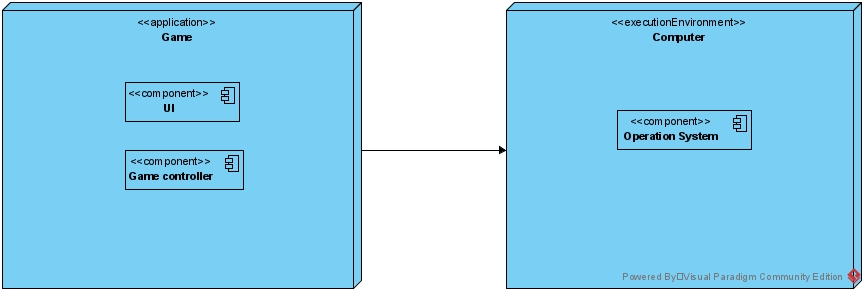 <<application>>
Game
<<component>>
UI
<<component>>
Game controller
<<executionEnvironment>>
Computer
<<component>>
Operation System
Powered By Visual Paradigm Community Edition